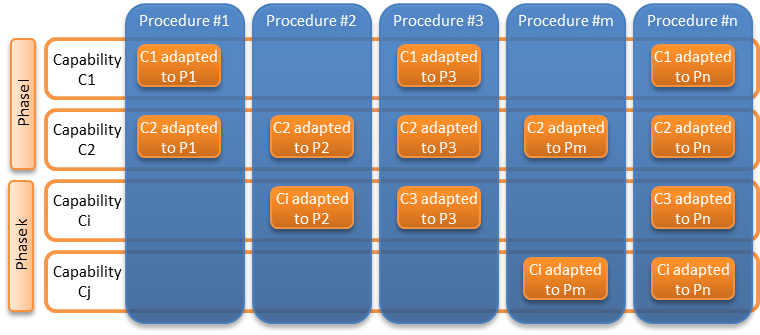 Procedure #1
Procedure #2
Procedure #3
Procedure #m
Procedure #n
Phase I
Capability
C1
C1 adapted
to P1
C1 adapted
to P3
C1 adapted
to Pn
Capability
C2
C2 adapted
to P1
C2 adapted
to P2
C2 adapted
to P3
C2 adapted
to Pm
C2 adapted
to Pn
Phase k
Capability
Ci
Ci adapted
to P2
C3 adapted
to P3
C3 adapted
to Pn
Capability
Cj
Ci adapted
to Pm
Ci adapted
to Pn